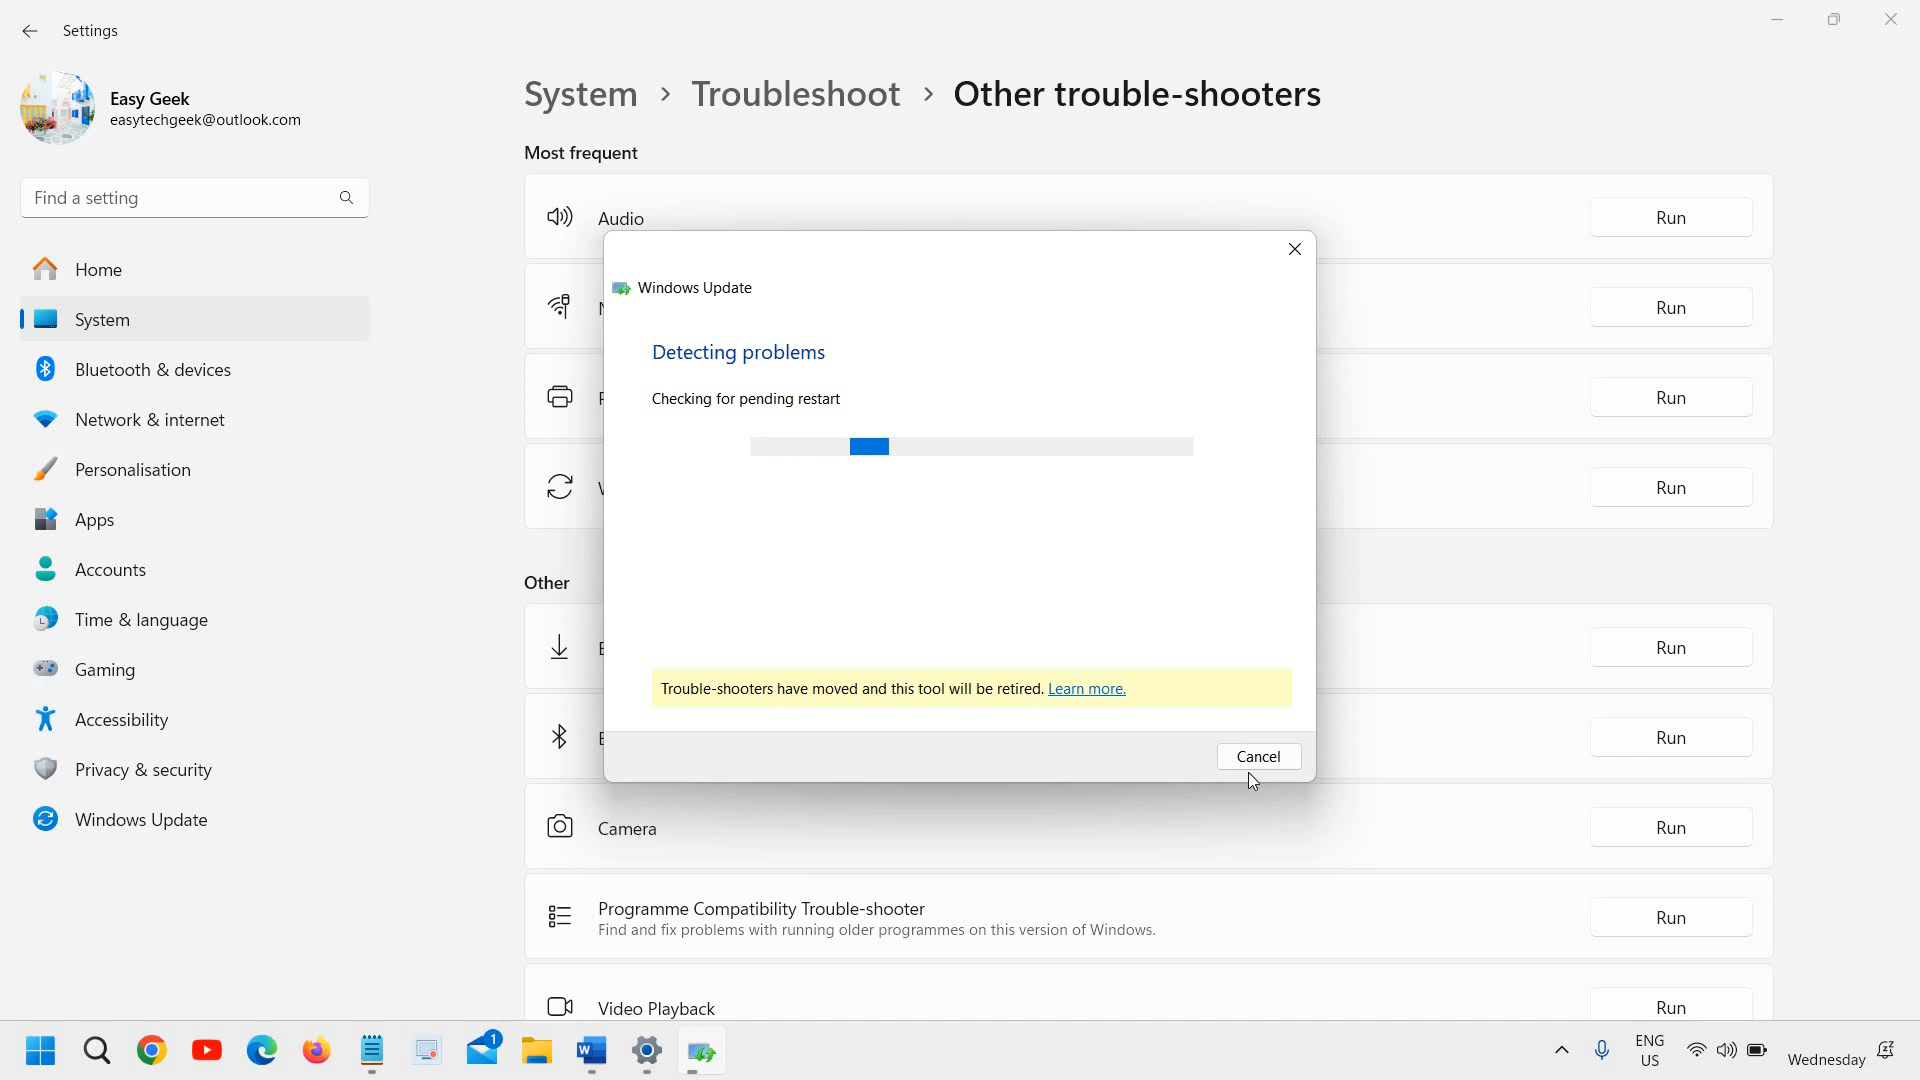 Settings
Easy Geek
easytechgeek@outlook.com
Find a setting
Home
System
Bluetooth & devices
Network & internet
Personalisation
Apps
Accounts
Time & language
Gaming
Accessibility
Privacy & security
Windows Update
System > Troubleshoot > Other trouble-shooters
Most frequent
Audio
Run
Run
Run
Run
Windows Update
Detecting problems
Checking for pending restart
Trouble-shooters have moved and this tool will be retired. Learn more.
Cancel
Other
Run
Run
Camera
Run
Programme Compatibility Trouble-shooter
Find and fix problems with running older programmes on this version of Windows.
Run
Video Playback
Run
1
ENG
US
Wednesday